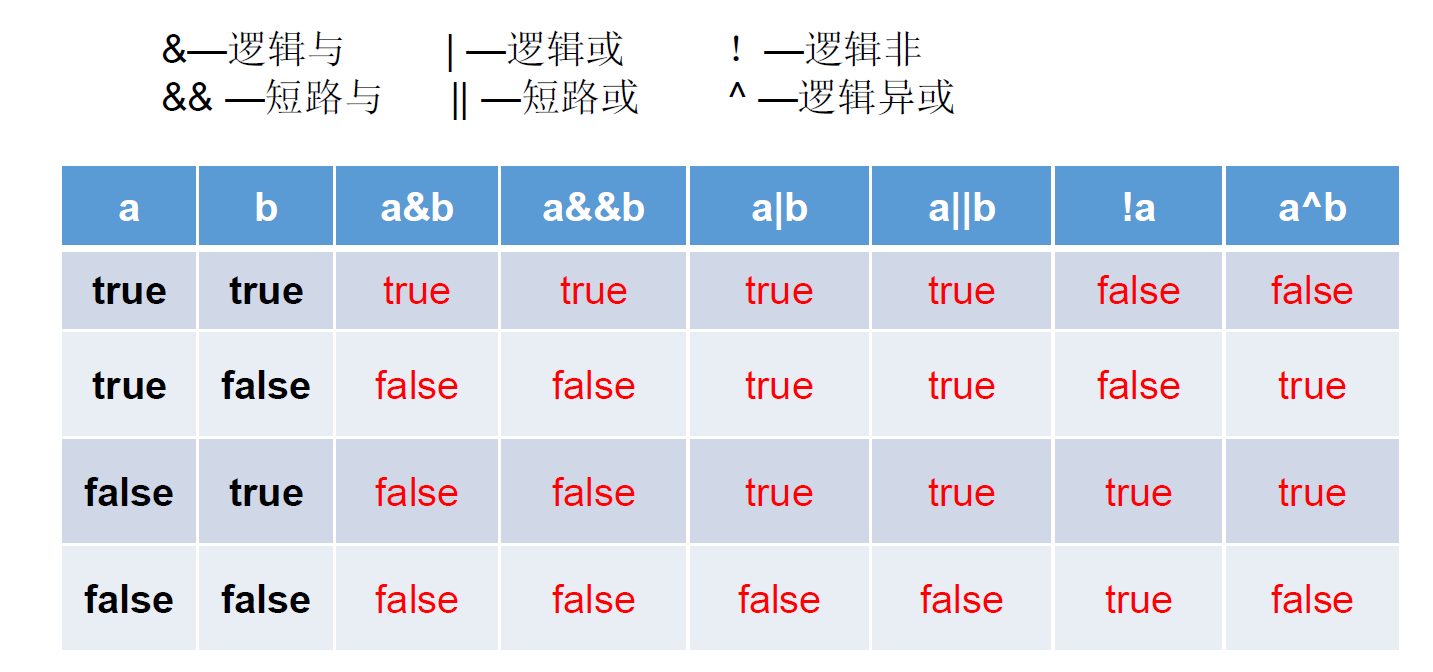 &—逻辑与 | —逻辑或 ！—逻辑非
&& —短路与 || —短路或 ^ —逻辑异或
a b a&b a&&b a|b a||b !a a^b
true true true true true true false false
true false false false true true false true
false true false false true true true true
false false false false false false true false